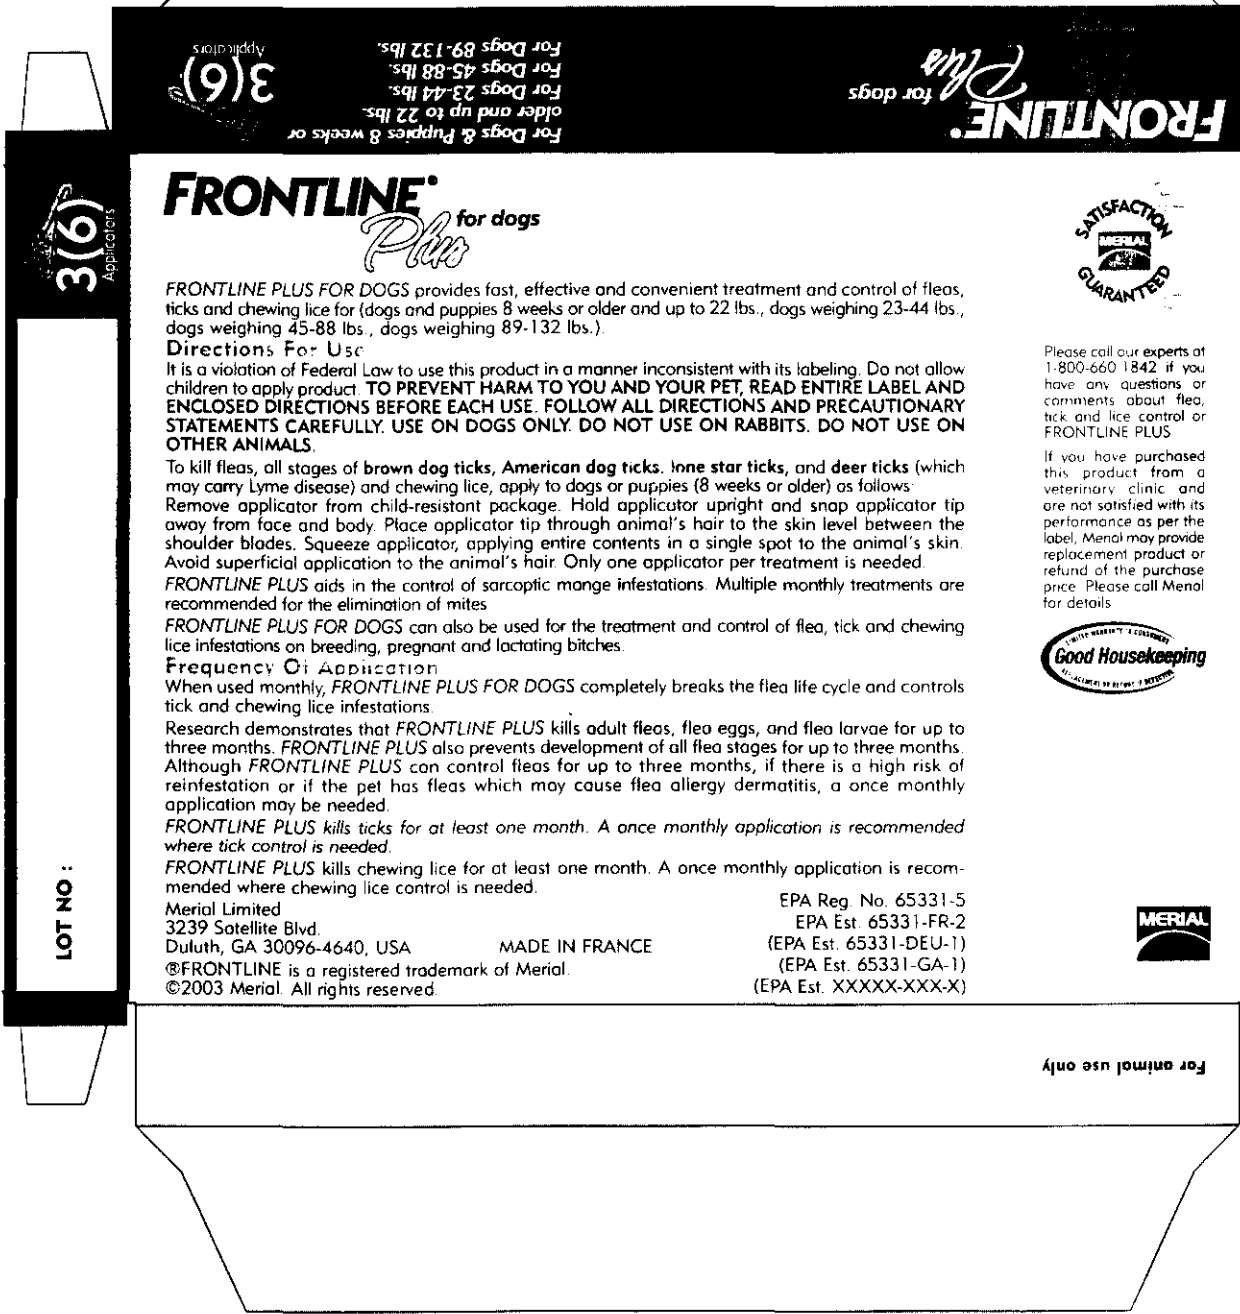 FRONTLINE®
Plus for dogs
For Dogs & Puppies 8 weeks or
older and up to 22 lbs.
For Dogs 23-44 lbs.
For Dogs 45-88 lbs.
For Dogs 89-132 lbs.
3(6)
Applicators
3(6)
Applicators
LOT NO :
FRONTLINE®
Plus for dogs
FRONTLINE PLUS FOR DOGS provides fast, effective and convenient treatment and control of fleas,
ticks and chewing lice for (dogs and puppies 8 weeks or older and up to 22 lbs., dogs weighing 23-44 lbs.,
dogs weighing 45-88 lbs., dogs weighing 89-132 lbs.).
Directions For Use
It is a violation of Federal Law to use this product in a manner inconsistent with its labeling. Do not allow
children to apply product. TO PREVENT HARM TO YOU AND YOUR PET, READ ENTIRE LABEL AND
ENCLOSED DIRECTIONS BEFORE EACH USE. FOLLOW ALL DIRECTIONS AND PRECAUTIONARY
STATEMENTS CAREFULLY. USE ON DOGS ONLY. DO NOT USE ON RABBITS. DO NOT USE ON
OTHER ANIMALS.
To kill fleas, all stages of brown dog ticks, American dog ticks, lone star ticks, and deer ticks (which
may carry Lyme disease) and chewing lice, apply to dogs or puppies (8 weeks or older) as follows
Remove applicator from child-resistant package. Hold applicator upright and snap applicator tip
away from face and body. Place applicator tip through animal's hair to the skin level between the
shoulder blades. Squeeze applicator, applying entire contents in a single spot to the animal's skin.
Avoid superficial application to the animal's hair. Only one applicator per treatment is needed.
FRONTLINE PLUS aids in the control of sarcoptic mange infestations. Multiple monthly treatments are
recommended for the elimination of mites
FRONTLINE PLUS FOR DOGS can also be used for the treatment and control of flea, tick and chewing
lice infestations on breeding, pregnant and lactating bitches.
Frequency Of Application
When used monthly, FRONTLINE PLUS FOR DOGS completely breaks the flea life cycle and controls
tick and chewing lice infestations.
Research demonstrates that FRONTLINE PLUS kills adult fleas, flea eggs, and flea larvae for up to
three months. FRONTLINE PLUS also prevents development of all flea stages for up to three months.
Although FRONTLINE PLUS can control fleas for up to three months, if there is a high risk of
reinfestation or if the pet has fleas which may cause flea allergy dermatitis, a once monthly
application may be needed.
FRONTLINE PLUS kills ticks for at least one month. A once monthly application is recommended
where tick control is needed.
FRONTLINE PLUS kills chewing lice for at least one month. A once monthly application is recom-
mended where chewing lice control is needed.
Merial Limited
3239 Satellite Blvd.
Duluth, GA 30096-4640, USA MADE IN FRANCE
®FRONTLINE is a registered trademark of Merial.
©2003 Merial. All rights reserved.
EPA Reg. No. 65331-5
EPA Est. 65331-FR-2
(EPA Est. 65331-DEU-1)
(EPA Est. 65331-GA-1)
(EPA Est. XXXXX-XXX-X)
SATISFACTION
MERIAL
GUARANTEED
Please call our experts at
1-800-660 1842 if you
have any questions or
comments about flea,
tick and lice control or
FRONTLINE PLUS
If you have purchased
this product from a
veterinary clinic and
are not satisfied with its
performance as per the
label, Merial may provide
replacement product or
refund of the purchase
price Please call Merial
for details
Good Housekeeping
MERIAL
For animal use only